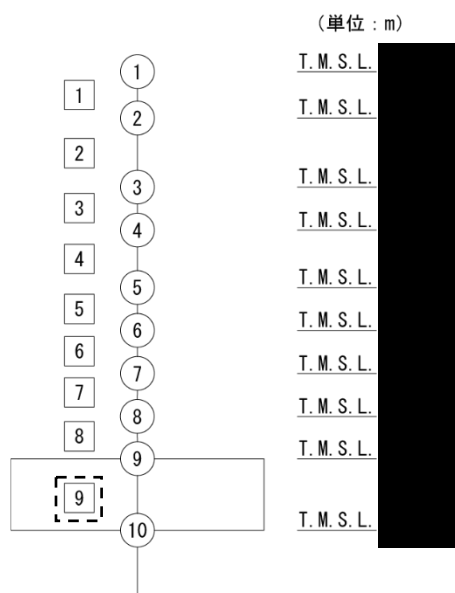 (単位:m)
① T.M.S.L.
1
② T.M.S.L.
2
③ T.M.S.L.
3
④ T.M.S.L.
4
⑤ T.M.S.L.
5
⑥ T.M.S.L.
6
⑦ T.M.S.L.
7
⑧ T.M.S.L.
8
⑨ T.M.S.L.
9
⑩ T.M.S.L.